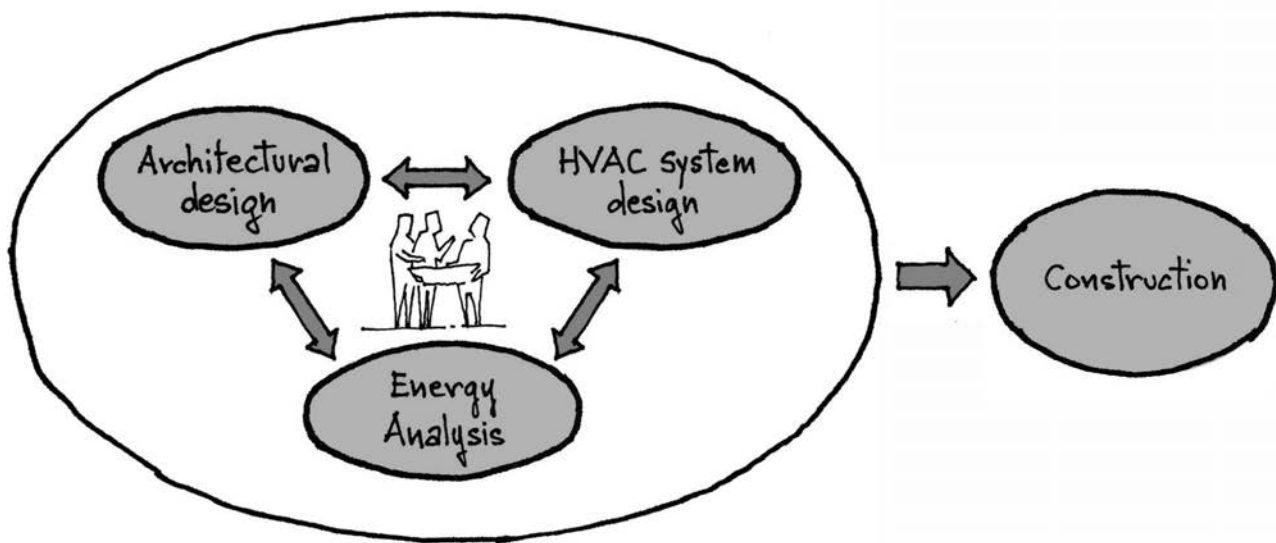 Architectural
design
HVAC System
design
Energy
Analysis
Construction